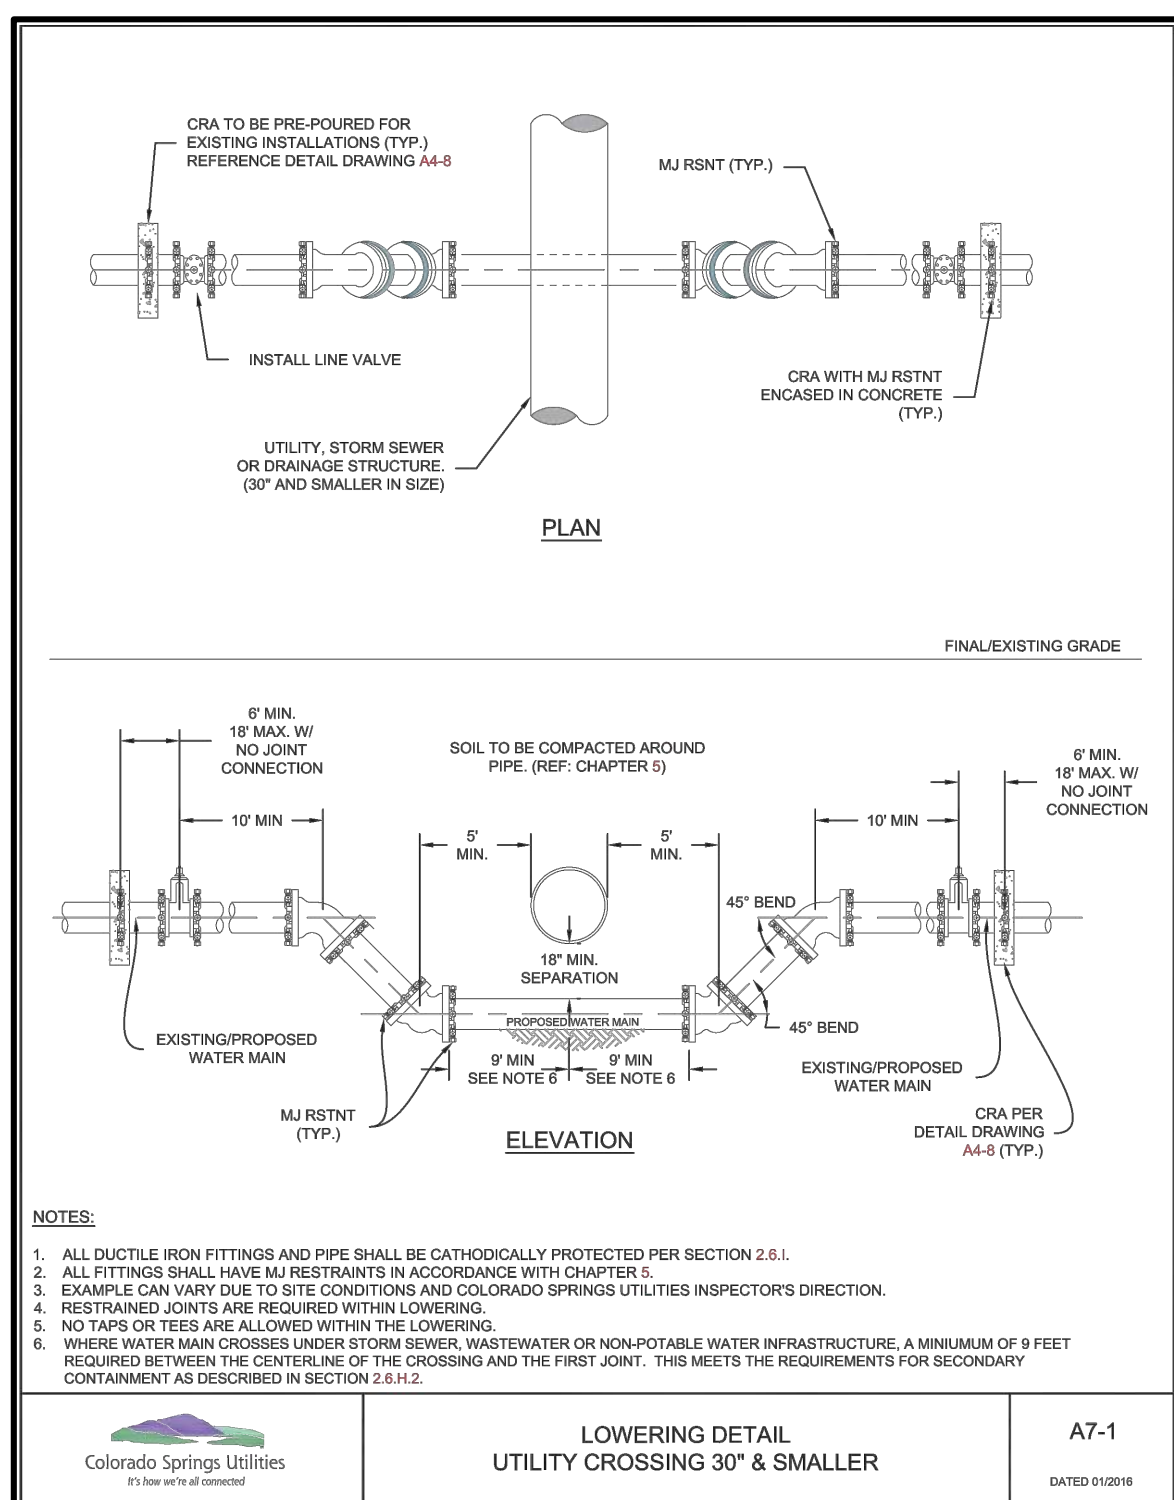 CRA TO BE PRE-POURED FOR
EXISTING INSTALLATIONS (TYP.)
REFERENCE DETAIL DRAWING A4-8
MJ RSNT (TYP.)
INSTALL LINE VALVE
CRA WITH MJ RSTNT
ENCASED IN CONCRETE
(TYP.)
UTILITY, STORM SEWER
OR DRAINAGE STRUCTURE.
(30" AND SMALLER IN SIZE)
PLAN
FINAL/EXISTING GRADE
6' MIN.
18' MAX. W/
NO JOINT
CONNECTION
SOIL TO BE COMPACTED AROUND
PIPE. (REF: CHAPTER 5)
6' MIN.
18' MAX. W/
NO JOINT
CONNECTION
10' MIN
5'
MIN.
5'
MIN.
10' MIN
45° BEND
18" MIN.
SEPARATION
PROPOSED WATER MAIN
45° BEND
EXISTING/PROPOSED
WATER MAIN
9' MIN
SEE NOTE 6
9' MIN
SEE NOTE 6
EXISTING/PROPOSED
WATER MAIN
MJ RSTNT
(TYP.)
CRA PER
DETAIL DRAWING
A4-8 (TYP.)
ELEVATION
NOTES:
1. ALL DUCTILE IRON FITTINGS AND PIPE SHALL BE CATHODICALLY PROTECTED PER SECTION 2.6.I.
2. ALL FITTINGS SHALL HAVE MJ RESTRAINTS IN ACCORDANCE WITH CHAPTER 5.
3. EXAMPLE CAN VARY DUE TO SITE CONDITIONS AND COLORADO SPRINGS UTILITIES INSPECTOR'S DIRECTION.
4. RESTRAINED JOINTS ARE REQUIRED WITHIN LOWERING.
5. NO TAPS OR TEES ARE ALLOWED WITHIN THE LOWERING.
6. WHERE WATER MAIN CROSSES UNDER STORM SEWER, WASTEWATER OR NON-POTABLE WATER INFRASTRUCTURE, A MINIUMUM OF 9 FEET
REQUIRED BETWEEN THE CENTERLINE OF THE CROSSING AND THE FIRST JOINT. THIS MEETS THE REQUIREMENTS FOR SECONDARY
CONTAINMENT AS DESCRIBED IN SECTION 2.6.H.2.
Colorado Springs Utilities
It's how we're all connected
LOWERING DETAIL
UTILITY CROSSING 30" & SMALLER
A7-1
DATED 01/2016